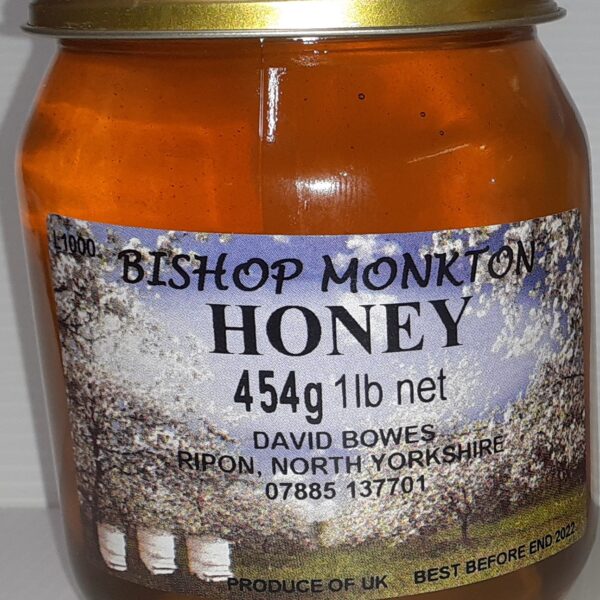 L1000
BISHOP MONKTON
HONEY
454g 1lb net
DAVID BOWES
RIPON, NORTH YORKSHIRE
07885 137701
PRODUCE OF UK BEST BEFORE END 2022